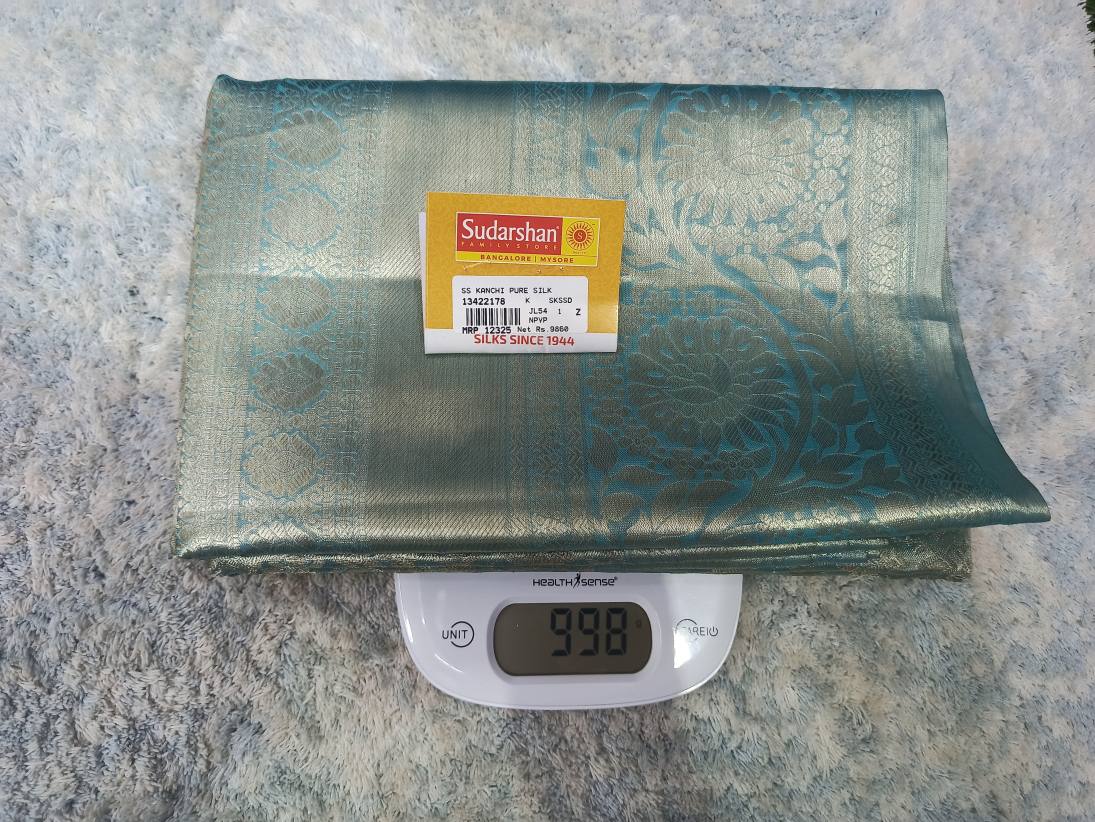 Sudarshan®
FAMILY STORE
S
BANGALORE | MYSORE
SS KANCHI PURE SILK
13422178 K SKSSD
JL54 1 Z
NPVP
MRP 12325 Net Rs.9860
SILKS SINCE 1944
HEALTH SENSE®
UNIT
998 g